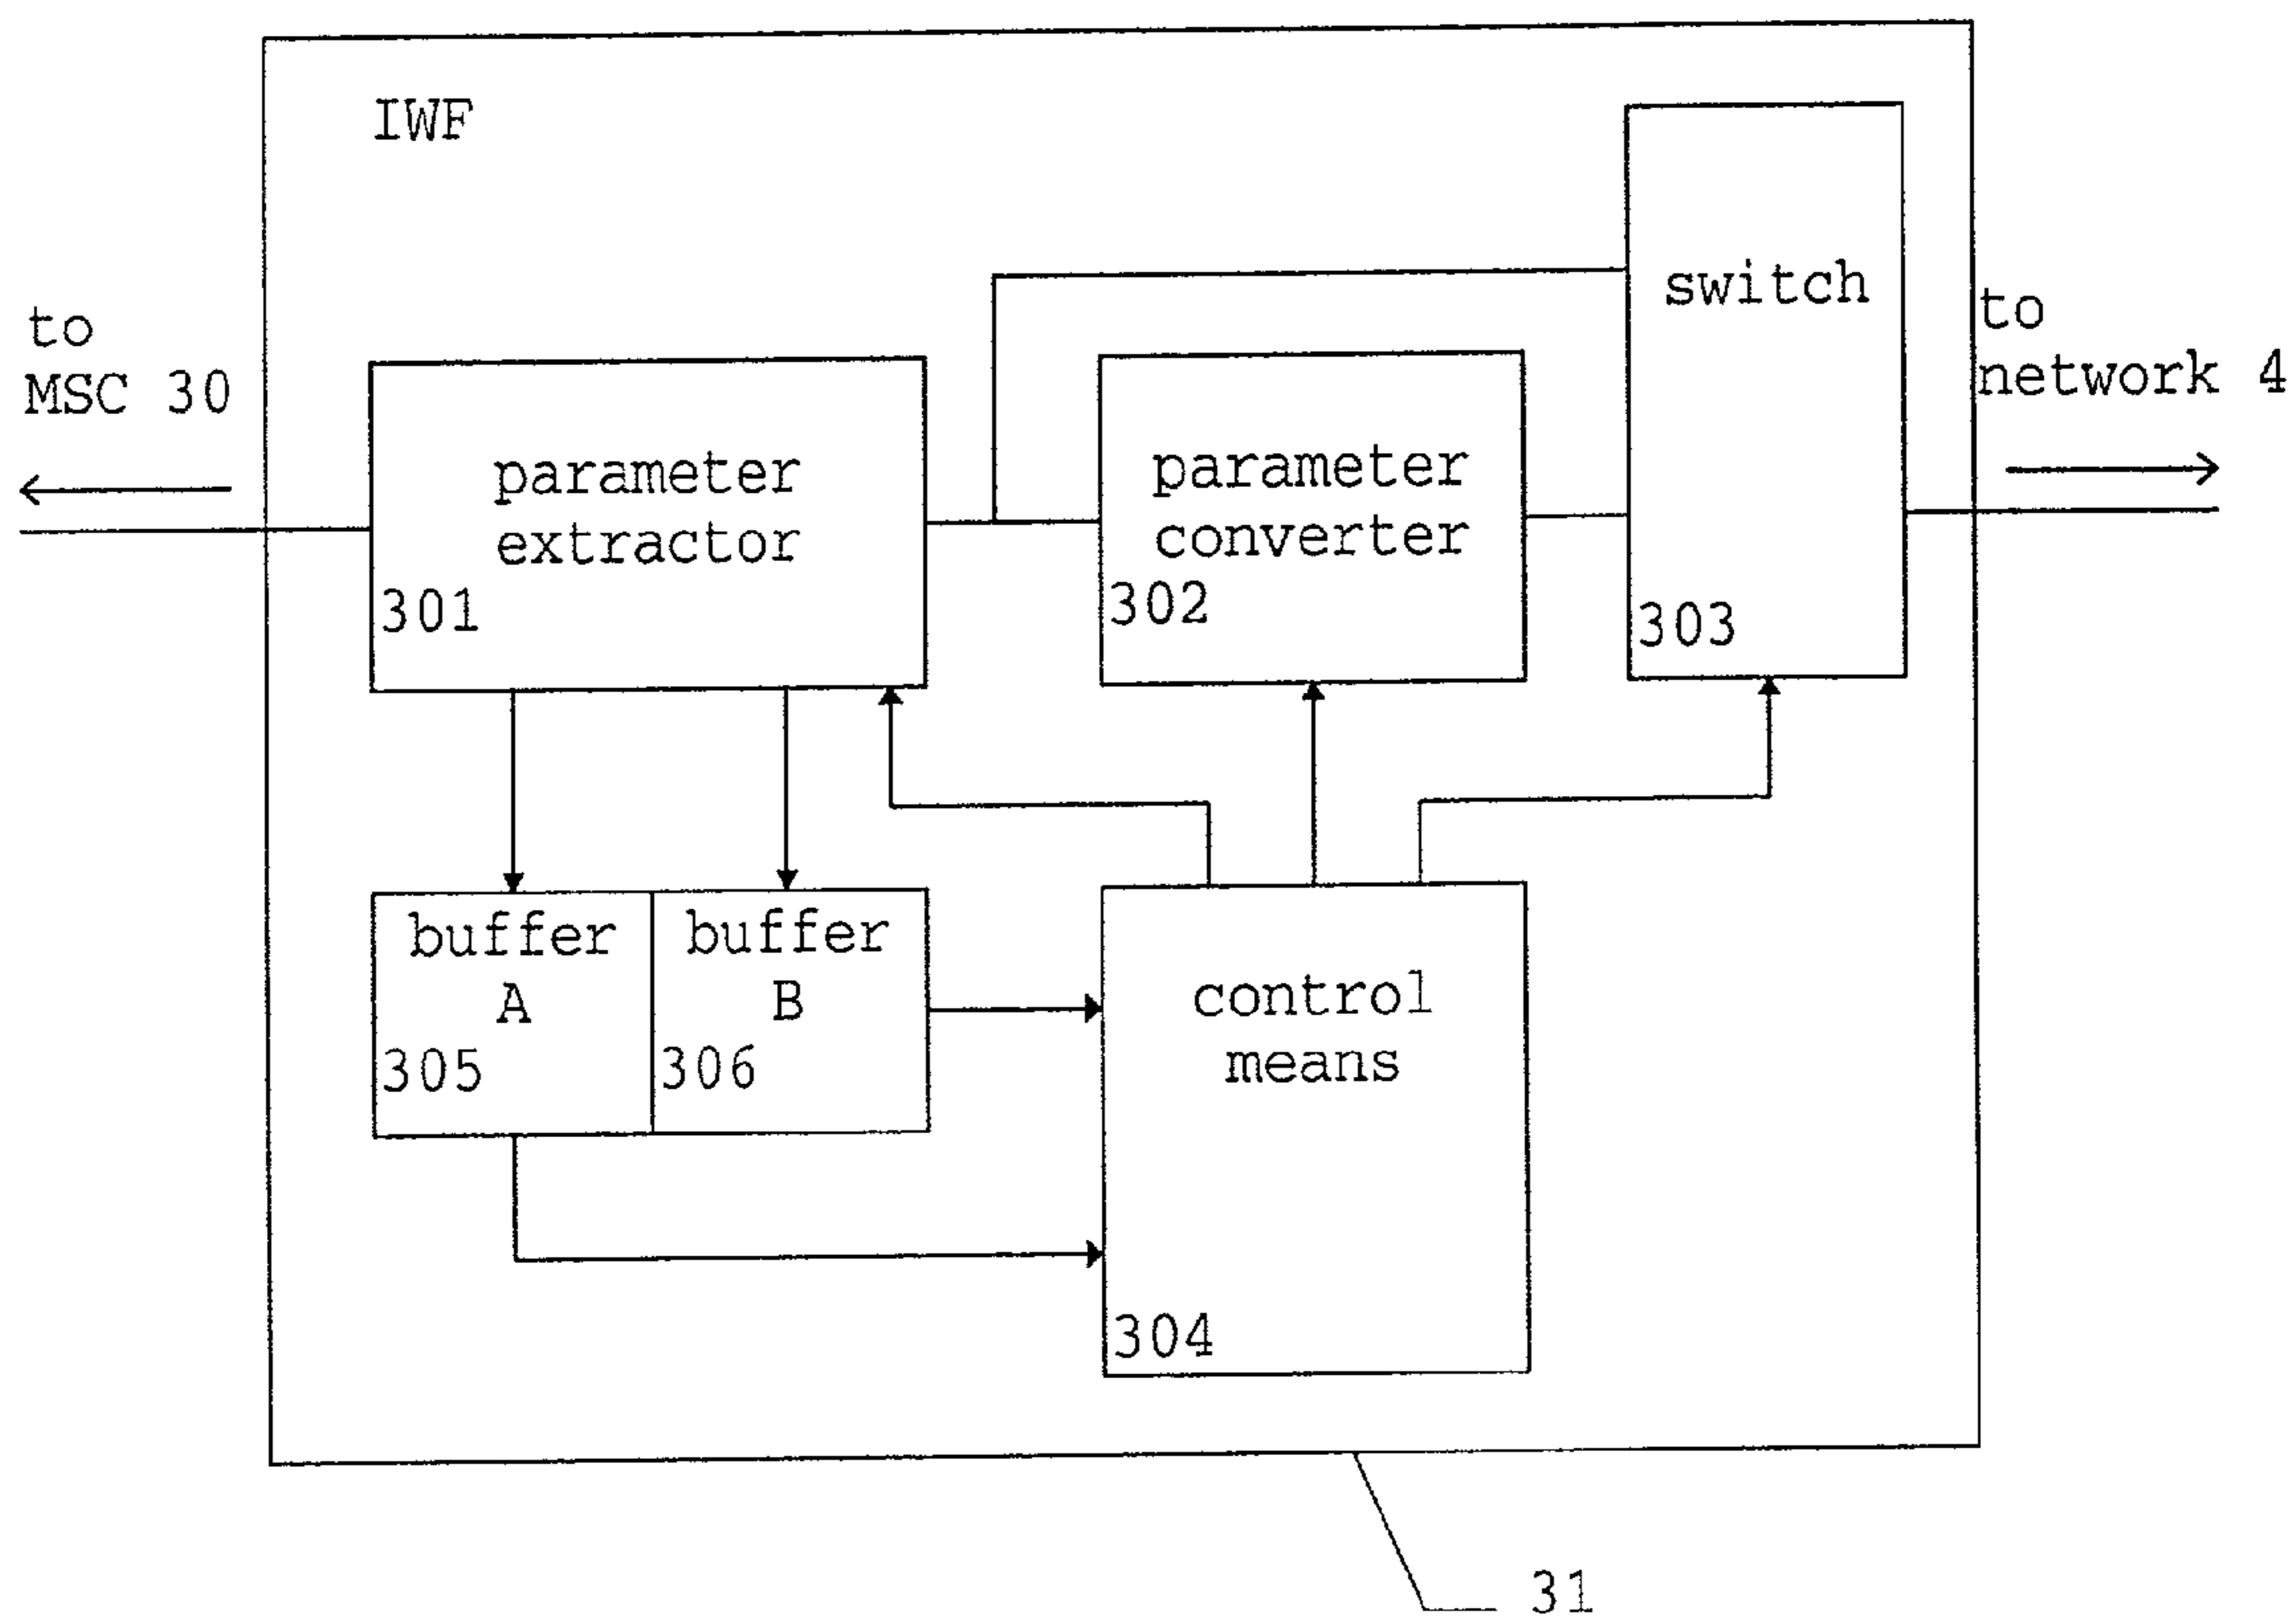 IWF
to
MSC 30
switch
303
to
network 4
parameter
extractor
301
parameter
converter
302
buffer
A
305
buffer
B
306
control
means
304
31